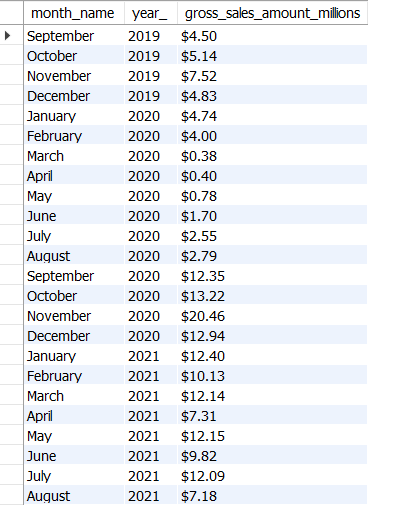 month_name year_ gross_sales_amount_millions
September 2019 $4.50
October 2019 $5.14
November 2019 $7.52
December 2019 $4.83
January 2020 $4.74
February 2020 $4.00
March 2020 $0.38
April 2020 $0.40
May 2020 $0.78
June 2020 $1.70
July 2020 $2.55
August 2020 $2.79
September 2020 $12.35
October 2020 $13.22
November 2020 $20.46
December 2020 $12.94
January 2021 $12.40
February 2021 $10.13
March 2021 $12.14
April 2021 $7.31
May 2021 $12.15
June 2021 $9.82
July 2021 $12.09
August 2021 $7.18